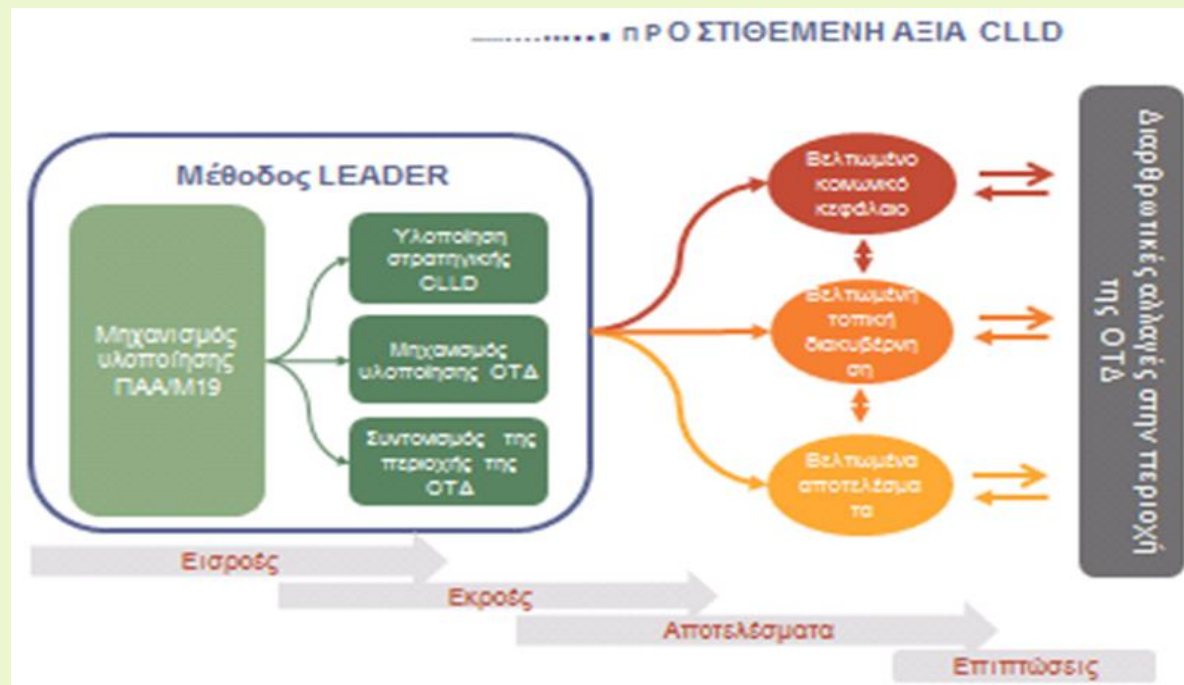 ΠΡΟΣΤΙΘΕΜΕΝΗ ΑΞΙΑ CLLD
Μέθοδος LEADER
Μηχανισμός
υλοποίησης
ΠΑΑ/Μ19
Υλοποίηση
στρατηγικής
CLLD
Μηχανισμός
υλοποίησης ΟΤΔ
Συντονισμός της
περιοχής της
ΟΤΔ
Βελτιωμένο
κοινωνικό
κεφάλαιο
Βελτιωμένη
τοπική
διακυβέρνη
ση
Βελτιωμένα
αποτελέσμα
τα
Διαρθρωτικές αλλαγές στην περιοχή
της ΟΤΔ
Εισροές
Εκροές
Αποτελέσματα
Επιπτώσεις